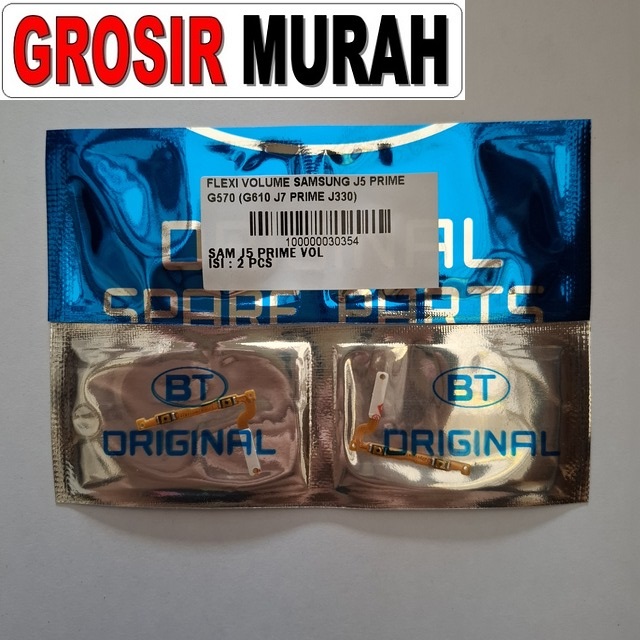 GROSIR MURAH
FLEXI VOLUME SAMSUNG J5 PRIME
G570 (G610 J7 PRIME J330)
100000030354
SAM J5 PRIME VOL
ISI : 2 PCS
ORIGINAL
SPARE PARTS
BT
ORIGINAL
BT
ORIGINAL